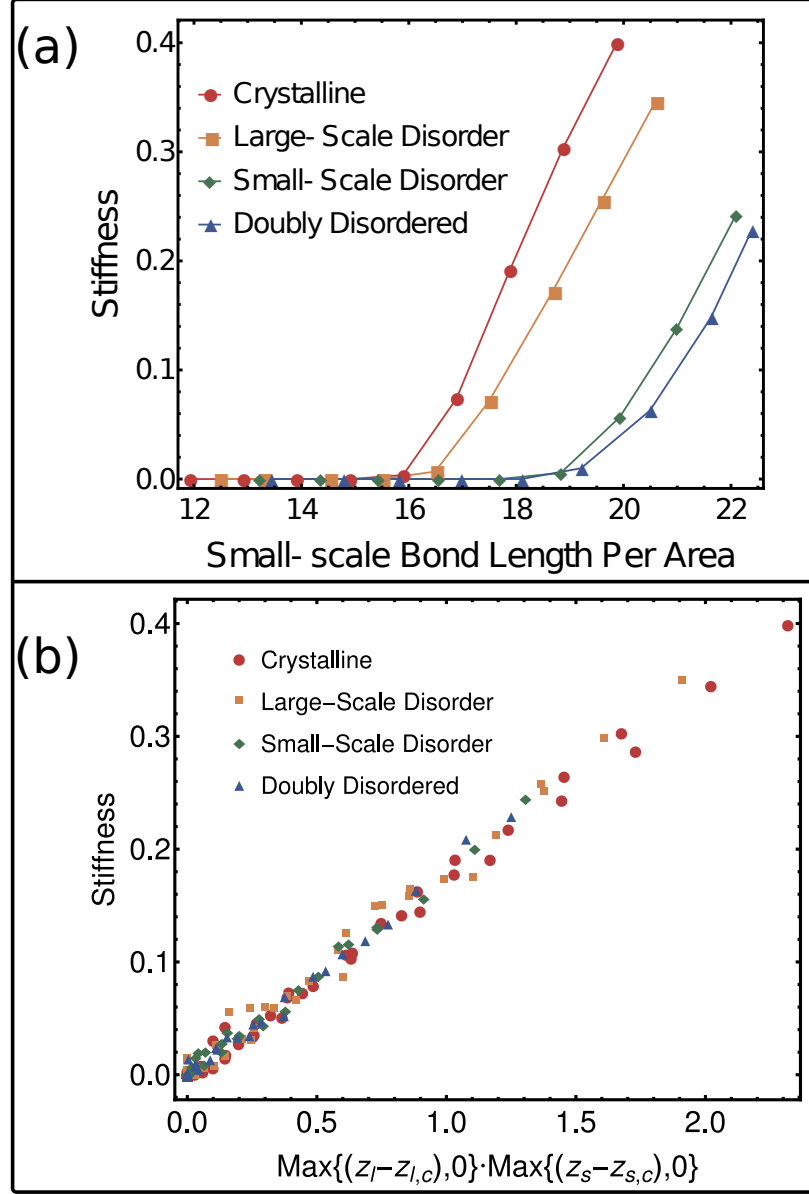 (a)
0.4
0.3
0.2
0.1
0.0
Stiffness
Crystalline
Large- Scale Disorder
Small- Scale Disorder
Doubly Disordered
12 14 16 18 20 22
Small- scale Bond Length Per Area
(b)
0.4
0.3
0.2
0.1
0.0
Stiffness
Crystalline
Large-Scale Disorder
Small-Scale Disorder
Doubly Disordered
0.0 0.5 1.0 1.5 2.0
Max{(z_l−z_{l,c}),0}·Max{(z_s−z_{s,c}),0}